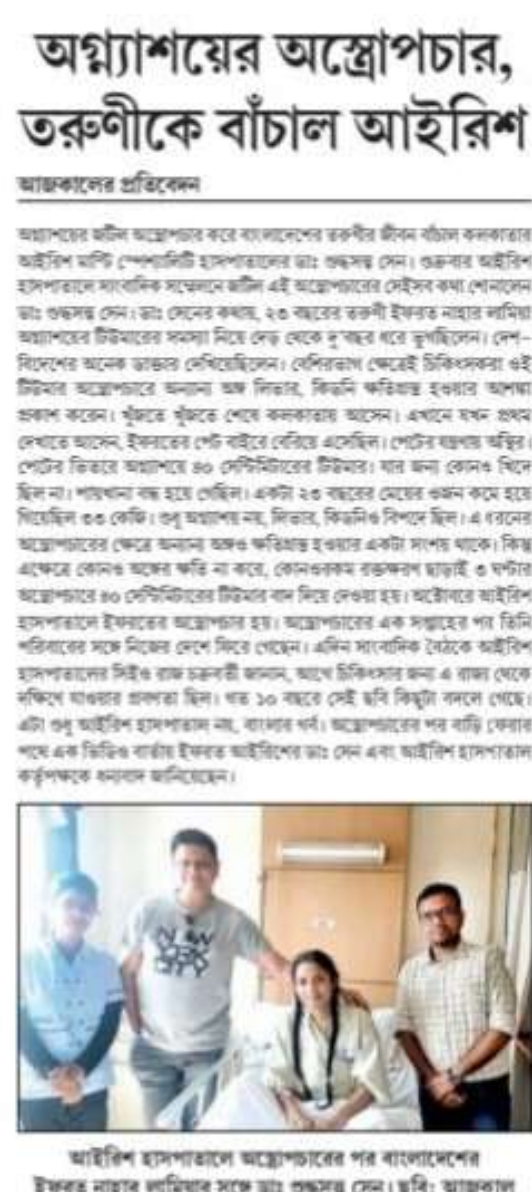 অগ্ন্যাশয়ের অস্ত্রোপচার,
তরুণীকে বাঁচাল আইরিশ
আজকালের প্রতিবেদন
অগ্ন্যাশয়ের জটিল অস্ত্রোপচার করে বাংলাদেশের তরুণীর জীবন বাঁচাল কলকাতার
আইরিশ মাল্টি স্পেশালিটি হাসপাতালের ডাঃ শুদ্ধসত্ত্ব সেন। শুক্রবার আইরিশ
হাসপাতালে সাংবাদিক সম্মেলনে জটিল এই অস্ত্রোপচারের সেইসব কথা শোনালেন
ডাঃ শুদ্ধসত্ত্ব সেন। ডাঃ সেনের কথায়, ২৩ বছরের তরুণী ইফরত নাহার লামিয়া
অগ্ন্যাশয়ের টিউমারের সমস্যা নিয়ে দেড় থেকে দু'বছর ধরে ভুগছিলেন। দেশ-
বিদেশের অনেক ডাক্তার দেখিয়েছিলেন। বেশিরভাগ ক্ষেত্রেই চিকিৎসকরা ওই
টিউমার অস্ত্রোপচারে অন্যান্য অঙ্গ লিভার, কিডনি ক্ষতিগ্রস্ত হওয়ার আশঙ্কা
প্রকাশ করেন। খুঁজতে খুঁজতে শেষে কলকাতায় আসেন। এখানে যখন প্রথম
দেখাতে আসেন, ইফরতের পেট বাইরে বেরিয়ে এসেছিল। পেটের যন্ত্রণায় অস্থির।
পেটের ভিতরে অগ্ন্যাশয়ে ৪০ সেন্টিমিটারের টিউমার। যার জন্য কোনও খিদে
ছিল না। পায়খানা বন্ধ হয়ে গেছিল। একটা ২৩ বছরের মেয়ের ওজন কমে হয়ে
গিয়েছিল ৩৩ কেজি। শুধু অগ্ন্যাশয় নয়, লিভার, কিডনিও বিপদে ছিল। এ ধরনের
অস্ত্রোপচারের ক্ষেত্রে অন্যান্য অঙ্গও ক্ষতিগ্রস্ত হওয়ার একটা সংশয় থাকে। কিন্তু
এক্ষেত্রে কোনও অঙ্গের ক্ষতি না করে, কোনওরকম রক্তক্ষরণ ছাড়াই ৩ ঘণ্টার
অস্ত্রোপচারে ৪০ সেন্টিমিটারের টিউমার বাদ দিয়ে দেওয়া হয়। অক্টোবরে আইরিশ
হাসপাতালে ইফরতের অস্ত্রোপচার হয়। অস্ত্রোপচারের এক সপ্তাহের পর তিনি
পরিবারের সঙ্গে নিজের দেশে ফিরে গেছেন। এদিন সাংবাদিক বৈঠকে আইরিশ
হাসপাতালের সিইও রাজ চক্রবর্তী জানান, আগে চিকিৎসার জন্য এ রাজ্য থেকে
দক্ষিণে যাওয়ার প্রবণতা ছিল। গত ১০ বছরে সেই ছবি কিছুটা বদলে গেছে।
এটা শুধু আইরিশ হাসপাতাল নয়, বাংলার গর্ব। অস্ত্রোপচারের পর বাড়ি ফেরার
পথে এক ভিডিও বার্তায় ইফরত আইরিশের ডাঃ সেন এবং আইরিশ হাসপাতাল
কর্তৃপক্ষকে ধন্যবাদ জানিয়েছেন।
NEW
YORK
CITY
আইরিশ হাসপাতালে অস্ত্রোপচারের পর বাংলাদেশের
ইফরত নাহার লামিয়ার সঙ্গে ডাঃ শুদ্ধসত্ত্ব সেন। ছবি: আজকাল